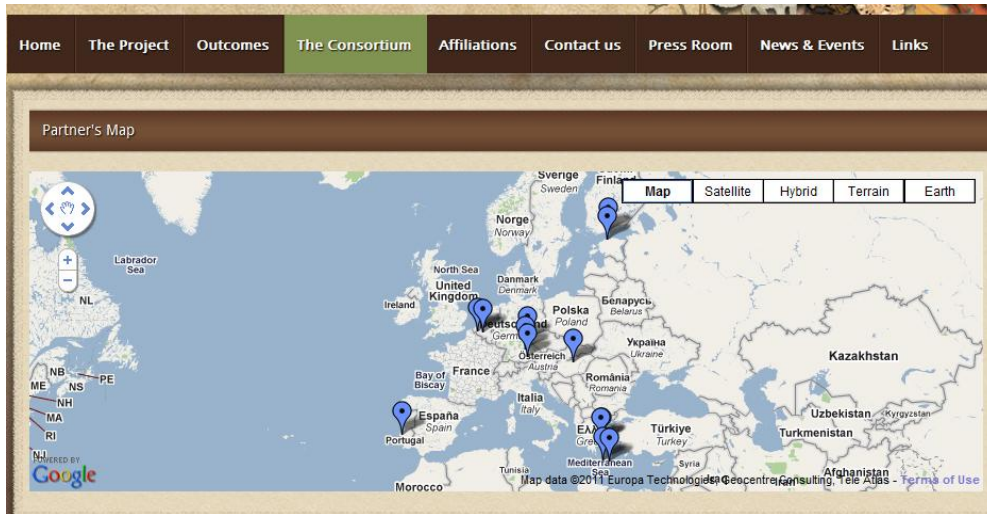 Home The Project Outcomes The Consortium Affiliations Contact us Press Room News & Events Links
Partner's Map
Map Satellite Hybrid Terrain Earth
Sverige
Sweden
Norge
Norway
Labrador
Sea
North Sea
Danmark
Denmark
United
Kingdom
Ireland
NL
Polska
Poland
Беларусь
Belarus
Україна
Ukraine
Kazakhstan
Österreich
Austria
France
Bay of
Biscay
România
Romania
NB
PE
ME
NS
NH
MA
RI
NJ
Italia
Italy
España
Spain
Portugal
Türkiye
Turkey
Uzbekistan
Kyrgyzstan
Turkmenistan
Mediterranean
Sea
Syria
Tunisia
Afghanistan
Morocco
Iraq
Iran
POWERED BY
Google
Map data ©2011 Europa Technologies, Geocentre Consulting, Tele Atlas - Terms of Use